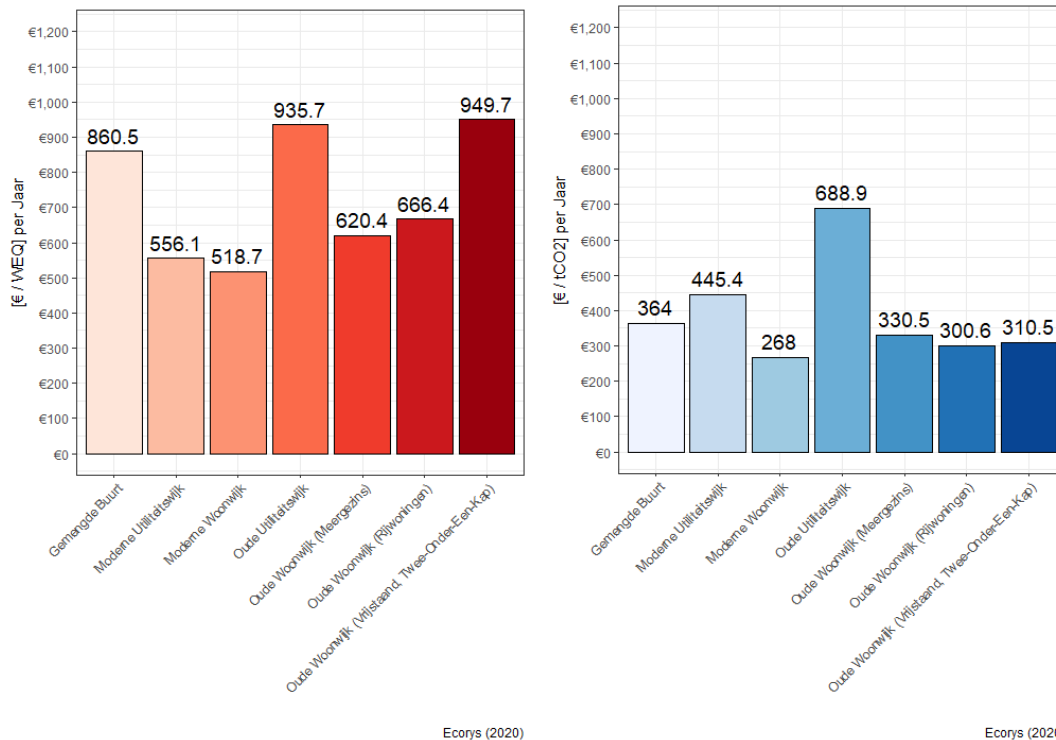 [€ / WEQ] per Jaar
€1,200
€1,100
€1,000
€900
€800
€700
€600
€500
€400
€300
€200
€100
€0
860.5
556.1
518.7
935.7
620.4
666.4
949.7
Gemengde Buurt
Moderne Utiliteitswijk
Moderne Woonwijk
Oude Utiliteitswijk
Oude Woonwijk (Meergezins)
Oude Woonwijk (Rijwoningen)
Oude Woonwijk (Vrijstaand, Twee-Onder-Een-Kap)
Ecorys (2020)
[€ / tCO2] per Jaar
€1,200
€1,100
€1,000
€900
€800
€700
€600
€500
€400
€300
€200
€100
€0
364
445.4
268
688.9
330.5
300.6
310.5
Gemengde Buurt
Moderne Utiliteitswijk
Moderne Woonwijk
Oude Utiliteitswijk
Oude Woonwijk (Meergezins)
Oude Woonwijk (Rijwoningen)
Oude Woonwijk (Vrijstaand, Twee-Onder-Een-Kap)
Ecorys (2020